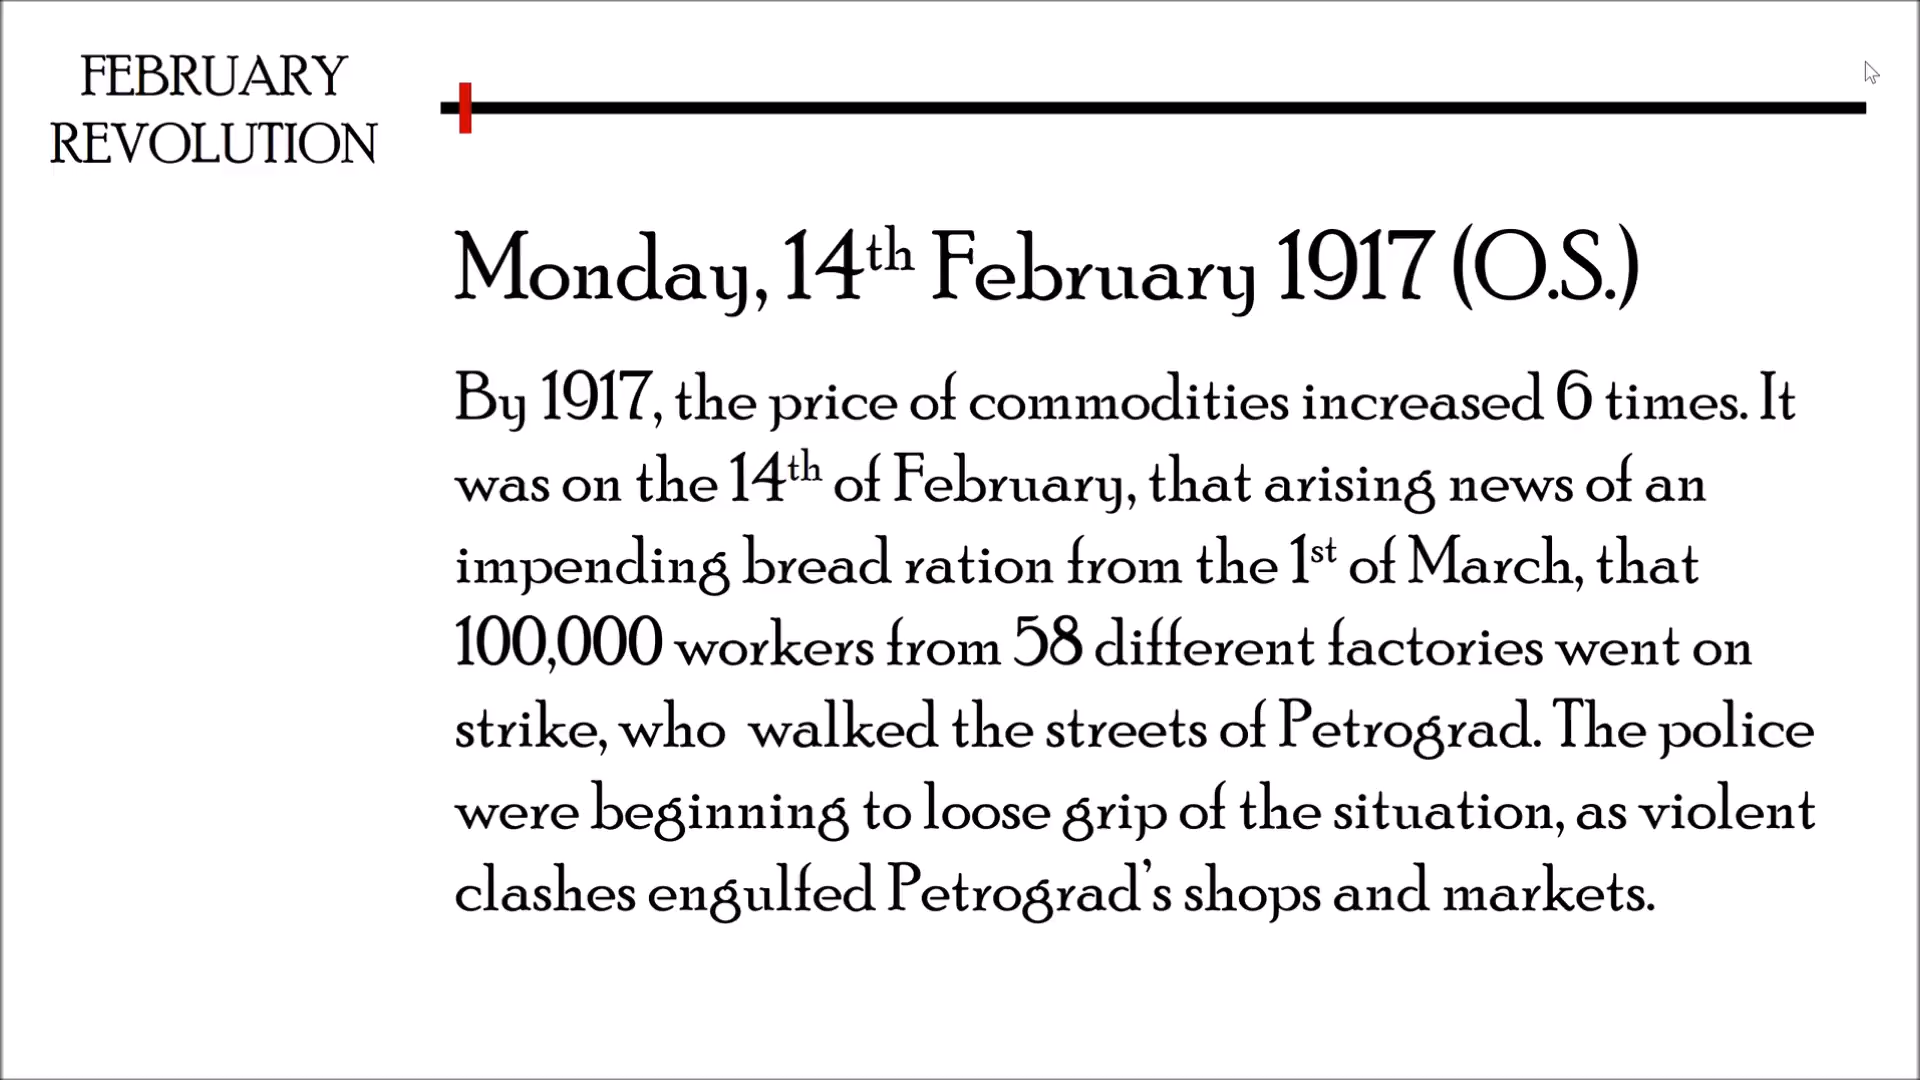 FEBRUARY
REVOLUTION
Monday, 14th February 1917 (O.S.)
By 1917, the price of commodities increased 6 times. It
was on the 14th of February, that arising news of an
impending bread ration from the 1st of March, that
100,000 workers from 58 different factories went on
strike, who  walked the streets of Petrograd. The police
were beginning to loose grip of the situation, as violent
clashes engulfed Petrograd’s shops and markets.